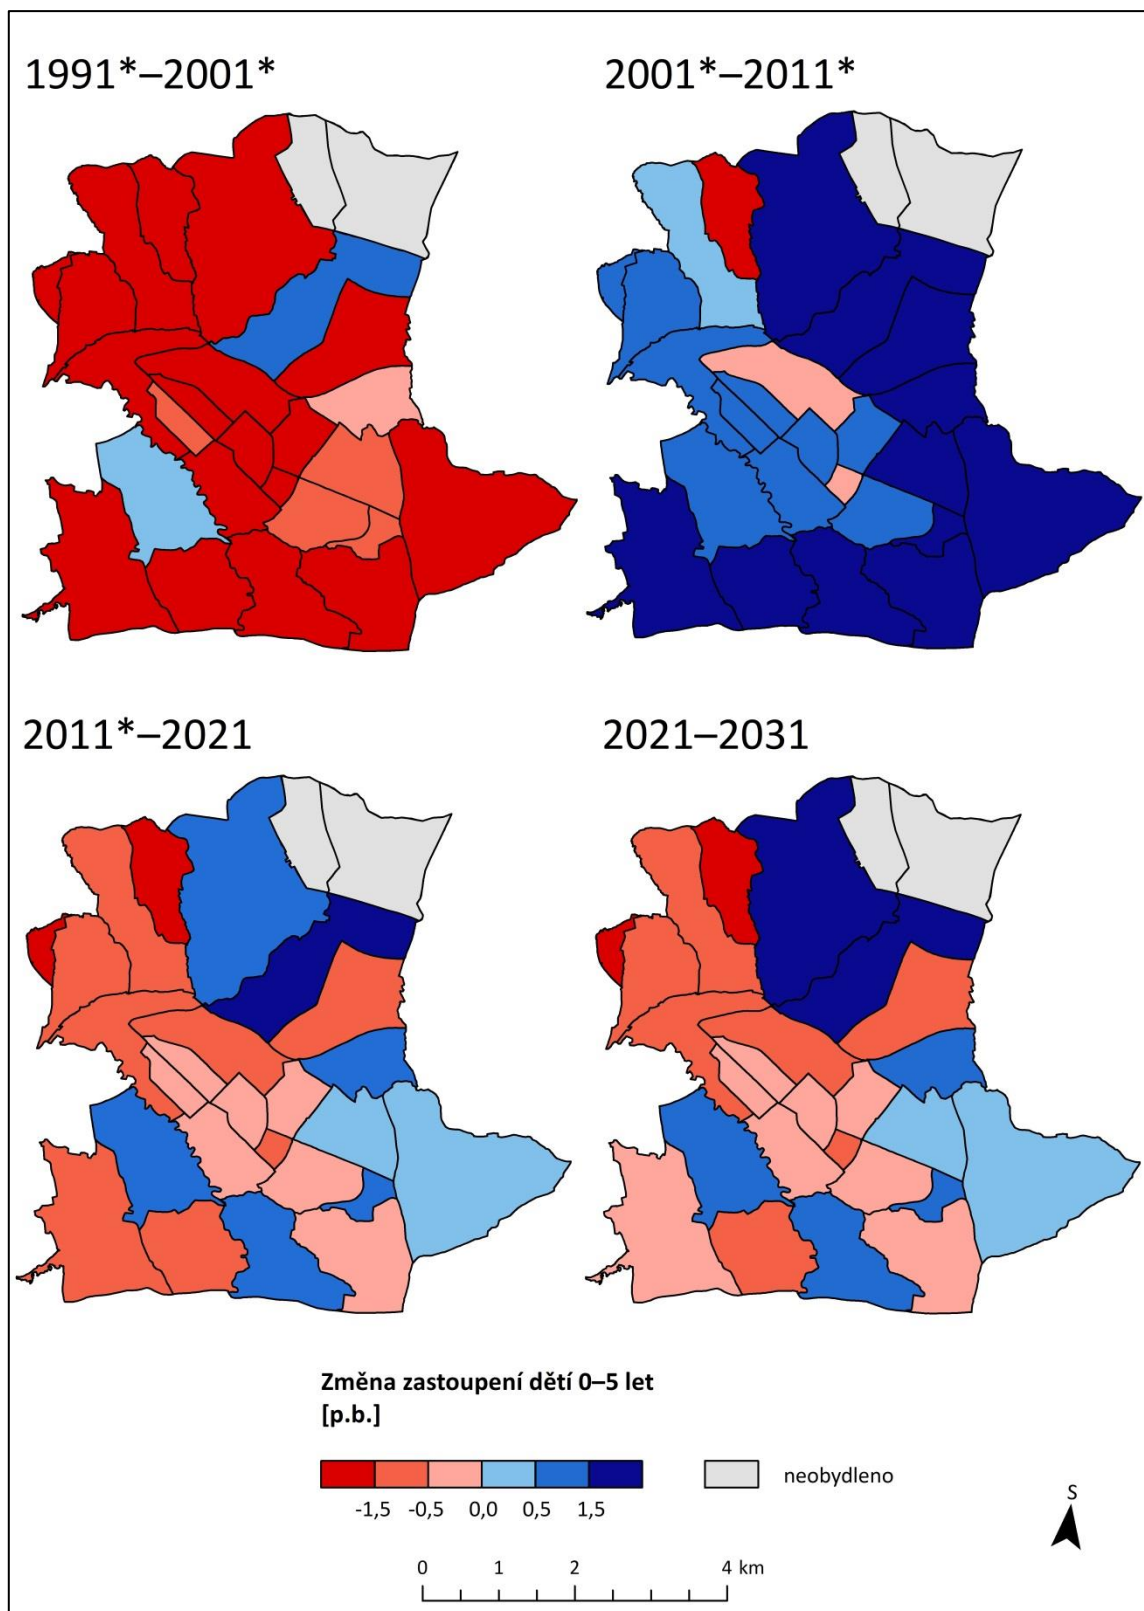 1991*–2001*
2001*–2011*
2011*–2021
2021–2031
Změna zastoupení dětí 0–5 let
[p.b.]
-1,5 -0,5 0,0 0,5 1,5
neobydleno
S
0 1 2 4 km